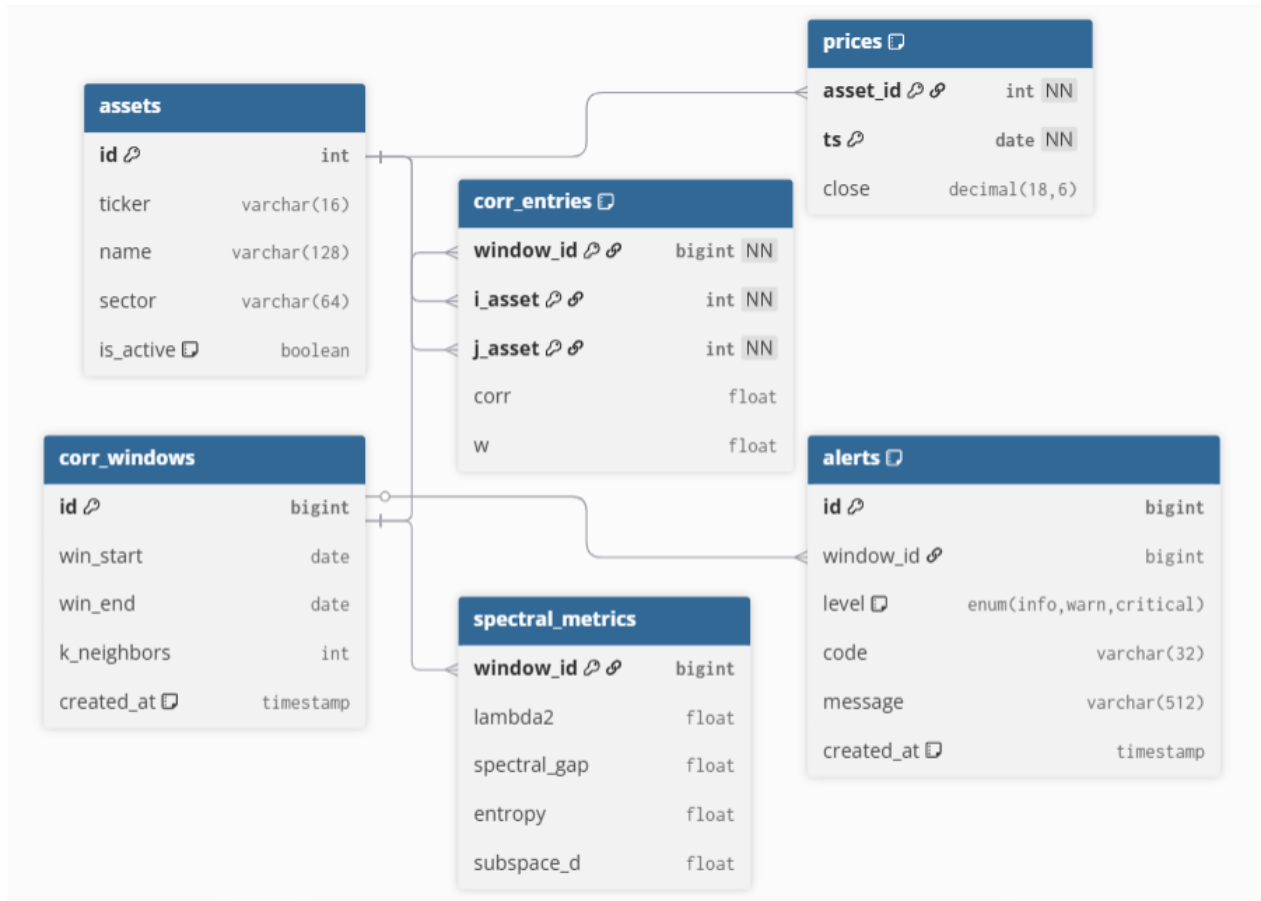 assets
id int
ticker varchar(16)
name varchar(128)
sector varchar(64)
is_active boolean
prices
asset_id int NN
ts date NN
close decimal(18,6)
corr_entries
window_id bigint NN
i_asset int NN
j_asset int NN
corr float
w float
corr_windows
id bigint
win_start date
win_end date
k_neighbors int
created_at timestamp
alerts
id bigint
window_id bigint
level enum(info,warn,critical)
code varchar(32)
message varchar(512)
created_at timestamp
spectral_metrics
window_id bigint
lambda2 float
spectral_gap float
entropy float
subspace_d float